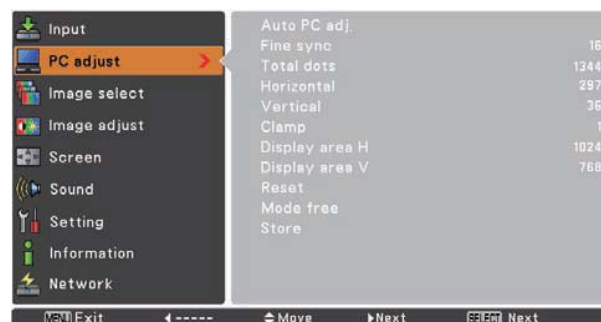 Input
PC adjust
Image select
Image adjust
Screen
Sound
Setting
Information
Network
Auto PC adj.
Fine sync 16
Total dots 1344
Horizontal 297
Vertical 36
Clamp 1
Display area H 1024
Display area V 768
Reset
Mode free
Store
MENU Exit ----- Move Next SELECT Next